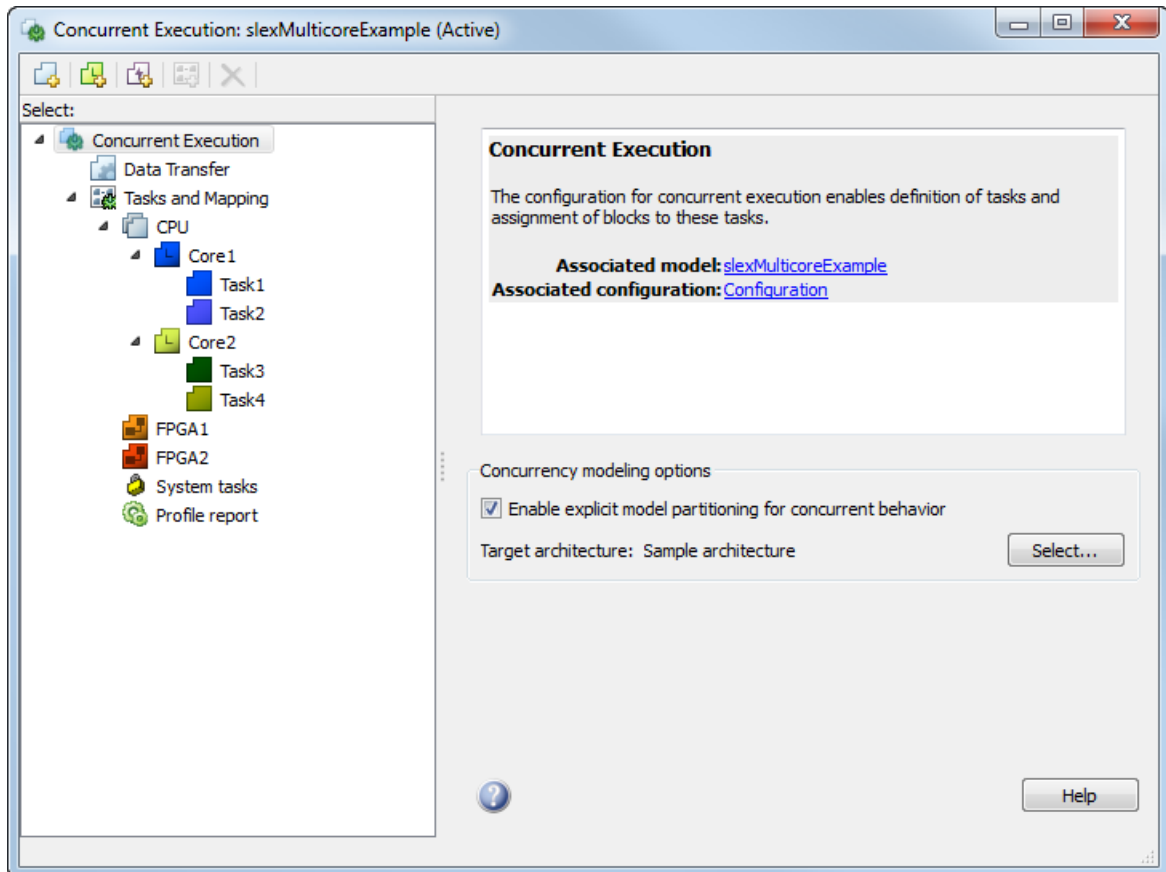 Concurrent Execution: slexMulticoreExample (Active)
Select:
Concurrent Execution
Data Transfer
Tasks and Mapping
CPU
Core1
Task1
Task2
Core2
Task3
Task4
FPGA1
FPGA2
System tasks
Profile report
Concurrent Execution
The configuration for concurrent execution enables definition of tasks and
assignment of blocks to these tasks.
Associated model: slexMulticoreExample
Associated configuration: Configuration
Concurrency modeling options
Enable explicit model partitioning for concurrent behavior
Target architecture: Sample architecture
Select...
Help